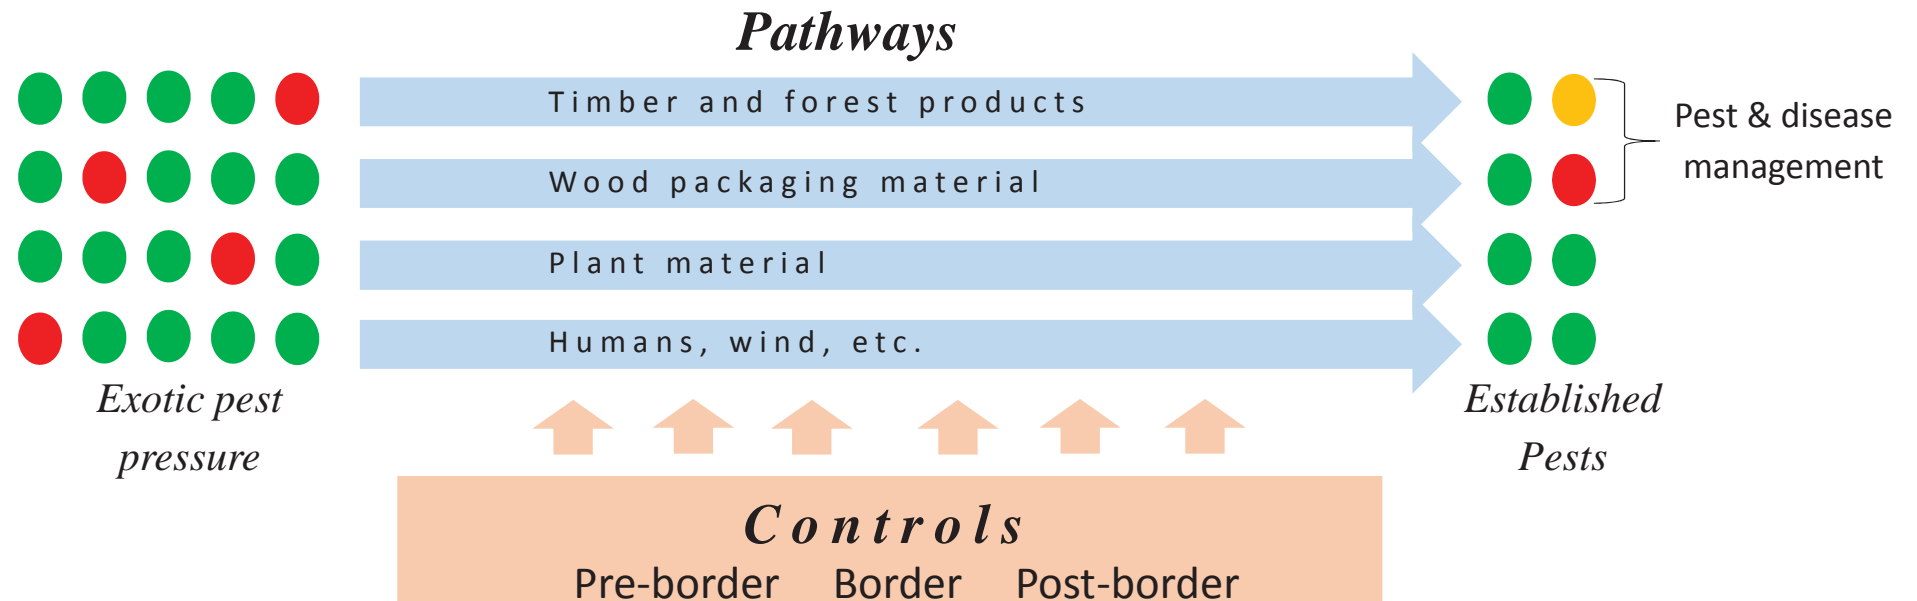 Pathways
Timber and forest products
Wood packaging material
Plant material
Humans, wind, etc.
Pest & disease
management
Exotic pest
pressure
Established
Pests
Controls
Pre-border Border Post-border